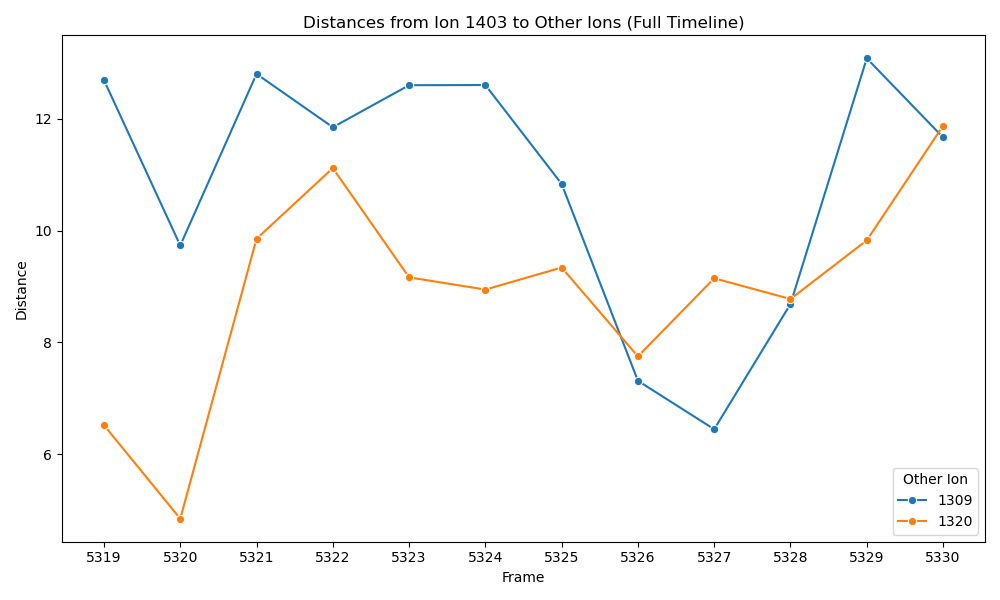 Distances from Ion 1403 to Other Ions (Full Timeline)
Distance
12
10
8
6
5319 5320 5321 5322 5323 5324 5325 5326 5327 5328 5329 5330
Frame
Other Ion
1309
1320